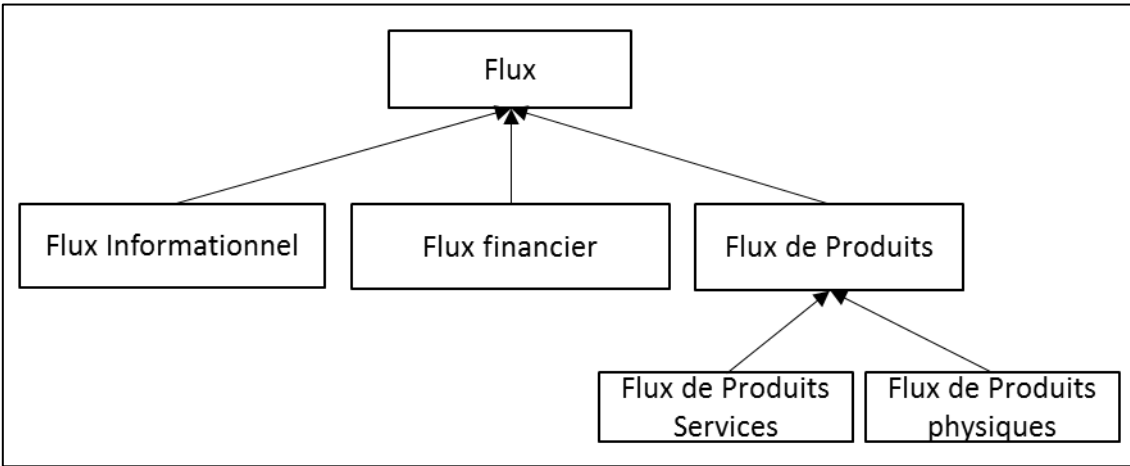 Flux
Flux Informationnel
Flux financier
Flux de Produits
Flux de Produits
Services
Flux de Produits
physiques